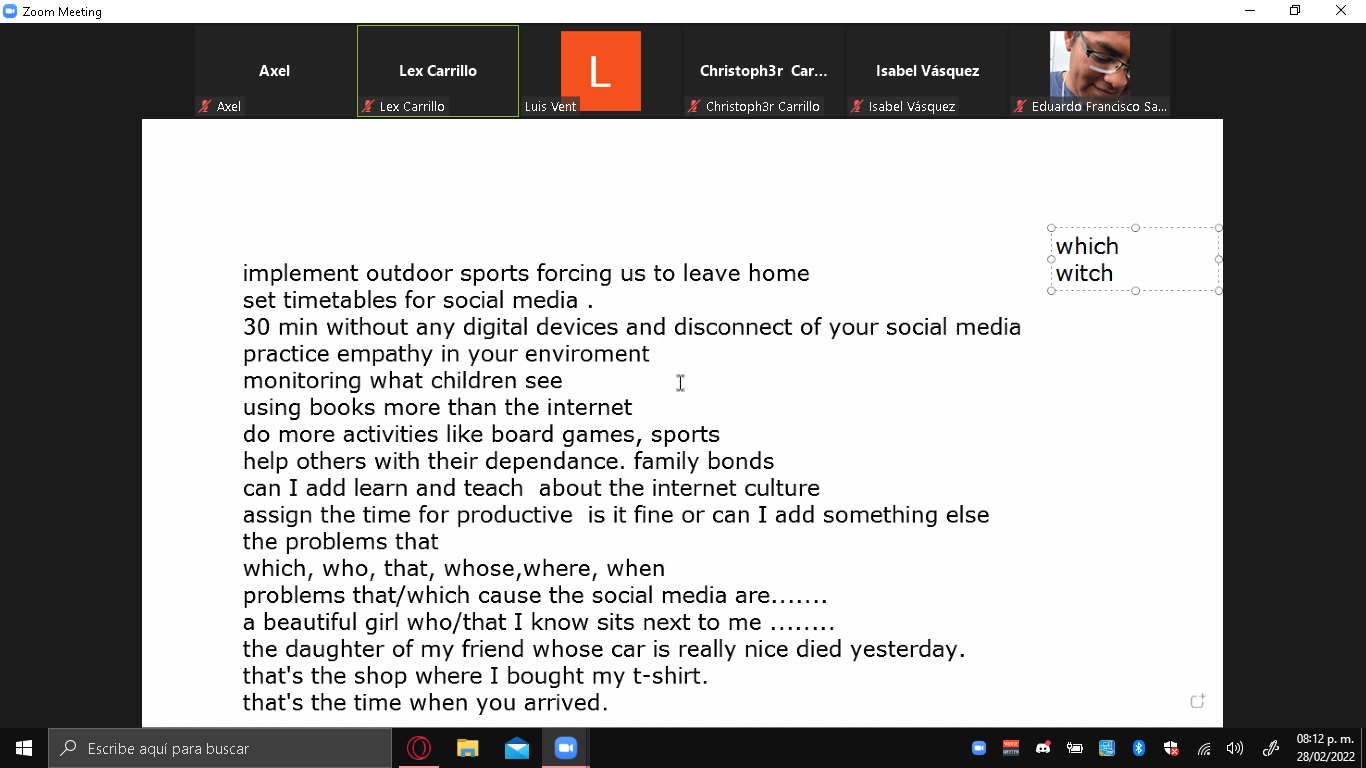 Zoom Meeting
Axel
Lex Carrillo
L
Christoph3r Car...
Isabel Vásquez
Axel
Lex Carrillo
Luis Vent
Christoph3r Carrillo
Isabel Vásquez
Eduardo Francisco Sa...
which
witch
implement outdoor sports forcing us to leave home
set timetables for social media .
30 min without any digital devices and disconnect of your social media
practice empathy in your enviroment
monitoring what children see
using books more than the internet
do more activities like board games, sports
help others with their dependance. family bonds
can I add learn and teach  about the internet culture
assign the time for productive  is it fine or can I add something else
the problems that
which, who, that, whose,where, when
problems that/which cause the social media are.......
a beautiful girl who/that I know sits next to me ........
the daughter of my friend whose car is really nice died yesterday.
that's the shop where I bought my t-shirt.
that's the time when you arrived.
Escribe aquí para buscar
08:12 p. m.
28/02/2022